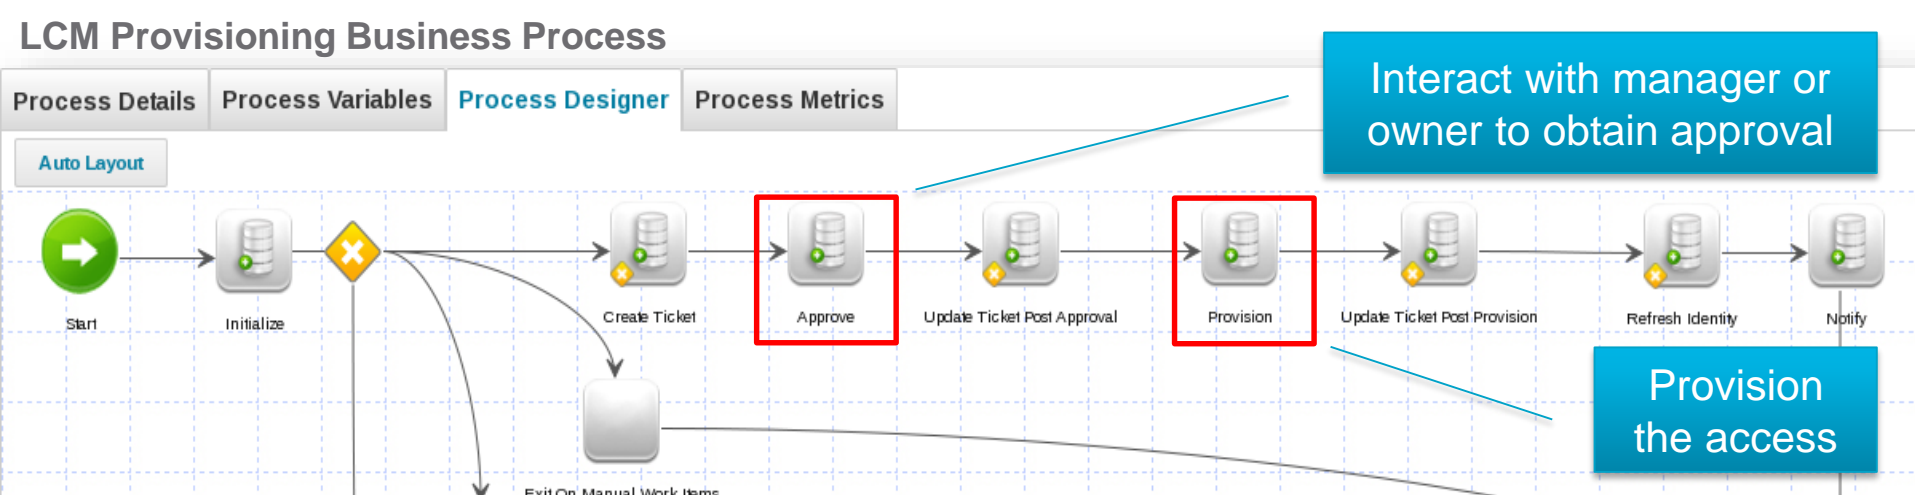 LCM Provisioning Business Process
Process Details
Process Variables
Process Designer
Process Metrics
Interact with manager or
owner to obtain approval
Auto Layout
Start
Initialize
Create Ticket
Approve
Update Ticket Post Approval
Provision
Update Ticket Post Provision
Refresh Identity
Notify
Provision
the access
Exit On Manual Work Items